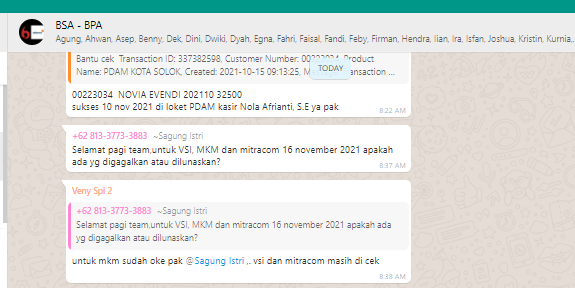 BSA - BPA
Agung, Ahwan, Asep, Benny, Dek, Dini, Dwiki, Dyah, Egna, Fahri, Faisal, Fandi, Feby, Firman, Hendra, iian, Ira, Isfan, Joshua, Kristin, Kurnia,..
Bantu cek Transaction ID: 337382598, Customer Number: 00223034, Product
Name: PDAM KOTA SOLOK, Created: 2021-10-15 09:13:25, ... ansaction ...
TODAY
00223034 NOVIA EVENDI 202110 32500
sukses 10 nov 2021 di loket PDAM kasir Nola Afrianti, S.E ya pak
8:22 AM
+62 813-3773-3883 ~Sagung Istri
Selamat pagi team,untuk VSI, MKM dan mitracom 16 november 2021 apakah
ada yg digagalkan atau dilunaskan?
8:37 AM
Veny Spl 2
+62 813-3773-3883 ~Sagung Istri
Selamat pagi team,untuk VSI, MKM dan mitracom 16 november 2021 apakah ada
yg digagalkan atau dilunaskan?
untuk mkm sudah oke pak @Sagung Istri ,. vsi dan mitracom masih di cek
8:38 AM